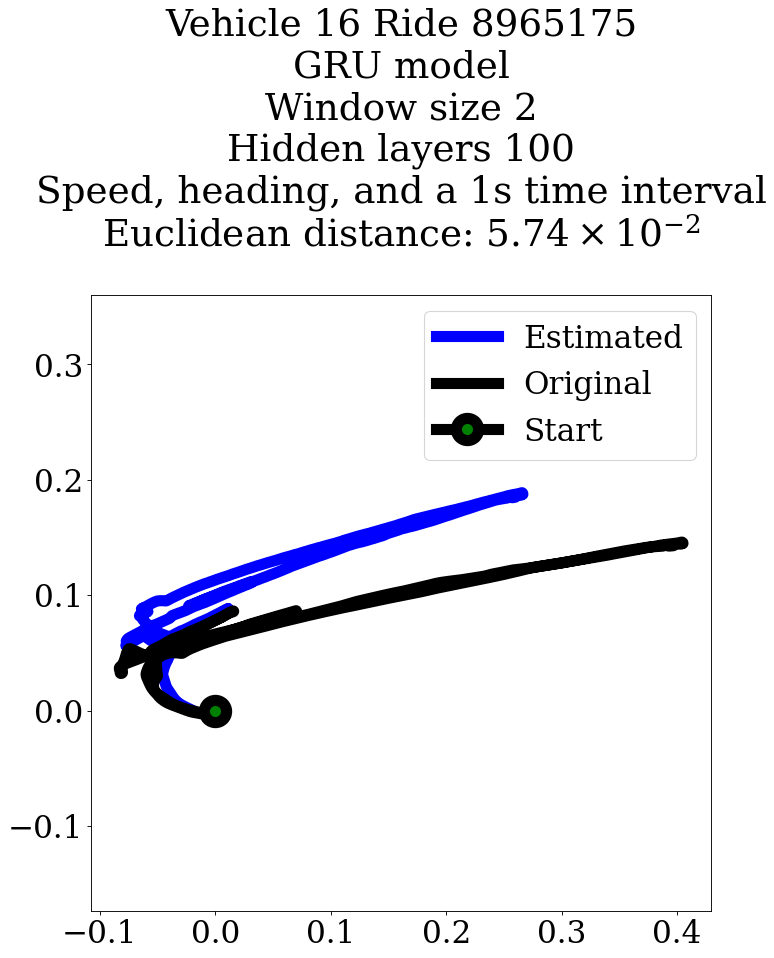 Vehicle 16 Ride 8965175
GRU model
Window size 2
Hidden layers 100
Speed, heading, and a 1s time interval
Euclidean distance: 5.74 × 10⁻²
Estimated
Original
Start
0.3
0.2
0.1
0.0
−0.1
−0.1 0.0 0.1 0.2 0.3 0.4